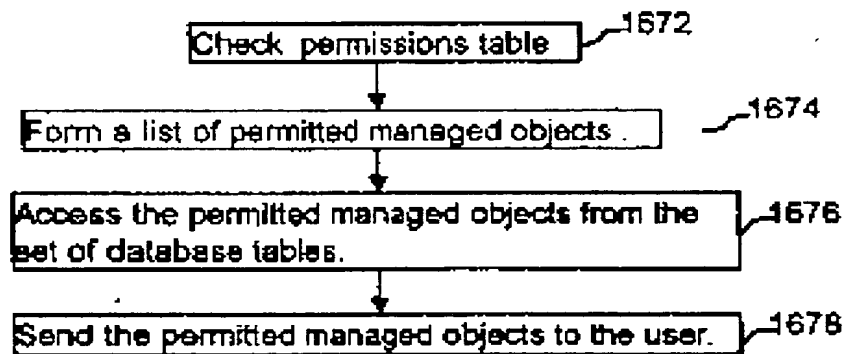 Check permissions table
1672
Form a list of permitted managed objects .
1674
Access the permitted managed objects from the
set of database tables.
1676
Send the permitted managed objects to the user.
1678